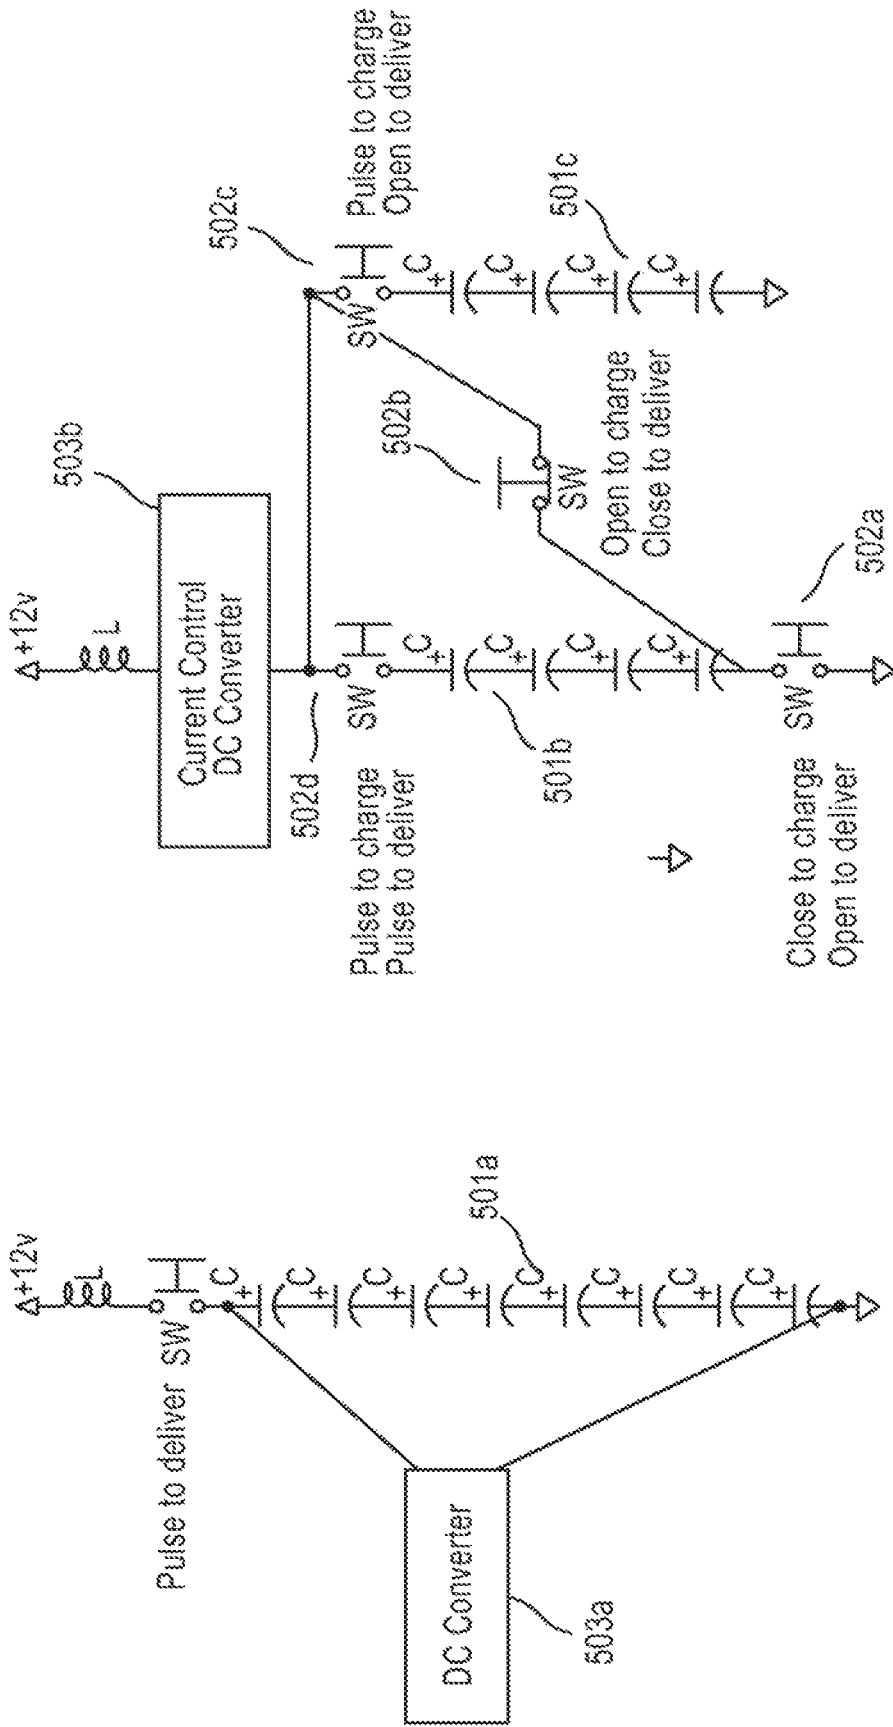 +12v
L
Pulse to deliver
SW
C
+
C
+
C
+
C
+
C
+
C
+
C
+
C
+
501a
DC Converter
503a
+12v
L
Current Control
DC Converter
503b
502d
SW
Pulse to charge
Pulse to deliver
C
+
C
+
C
+
C
+
501b
502c
SW
Pulse to charge
Open to deliver
C
+
C
+
C
+
C
+
501c
502b
SW
Open to charge
Close to deliver
502a
SW
Close to charge
Open to deliver